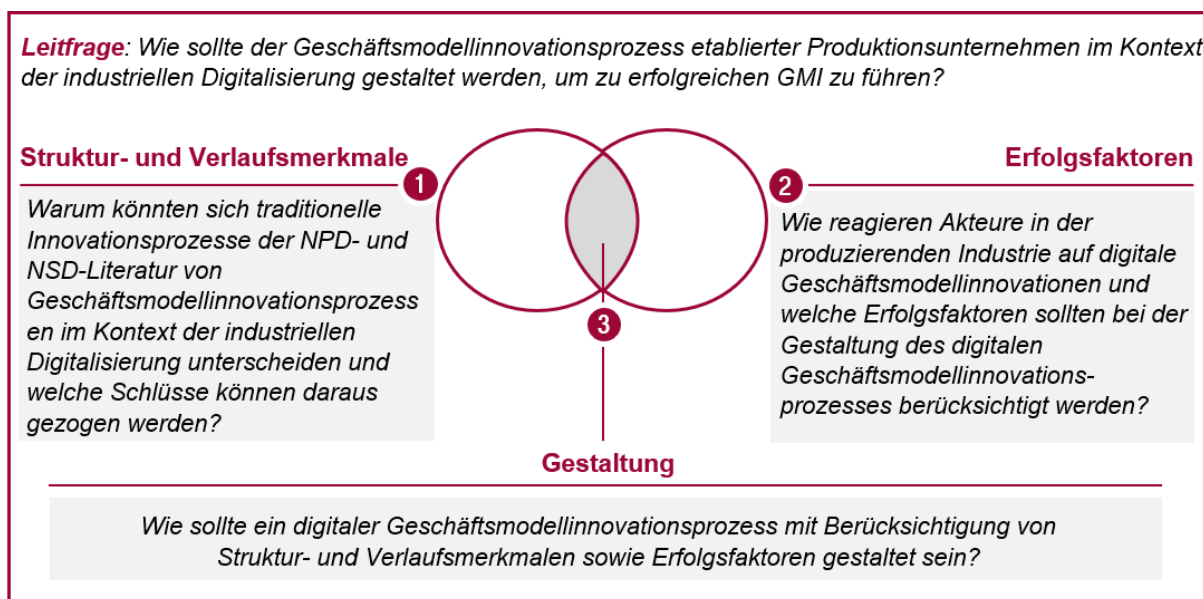 Leitfrage: Wie sollte der Geschäftsmodellinnovationsprozess etablierter Produktionsunternehmen im Kontext
der industriellen Digitalisierung gestaltet werden, um zu erfolgreichen GMI zu führen?
Struktur- und Verlaufsmerkmale
1
Warum könnten sich traditionelle
Innovationsprozesse der NPD- und
NSD-Literatur von
Geschäftsmodellinnovationsprozess
en im Kontext der industriellen
Digitalisierung unterscheiden und
welche Schlüsse können daraus
gezogen werden?
Erfolgsfaktoren
2
Wie reagieren Akteure in der
produzierenden Industrie auf digitale
Geschäftsmodellinnovationen und
welche Erfolgsfaktoren sollten bei der
Gestaltung des digitalen
Geschäftsmodellinnovations-
prozesses berücksichtigt werden?
3
Gestaltung
Wie sollte ein digitaler Geschäftsmodellinnovationsprozess mit Berücksichtigung von
Struktur- und Verlaufsmerkmalen sowie Erfolgsfaktoren gestaltet sein?